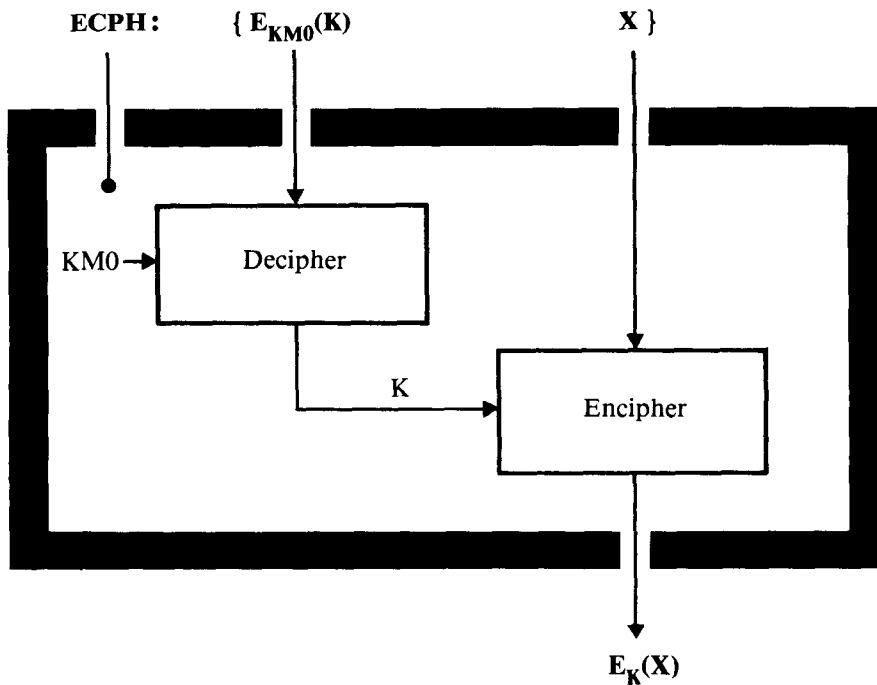 ECPH: { E_KM0(K) X }
KM0
Decipher
K
Encipher
E_K(X)